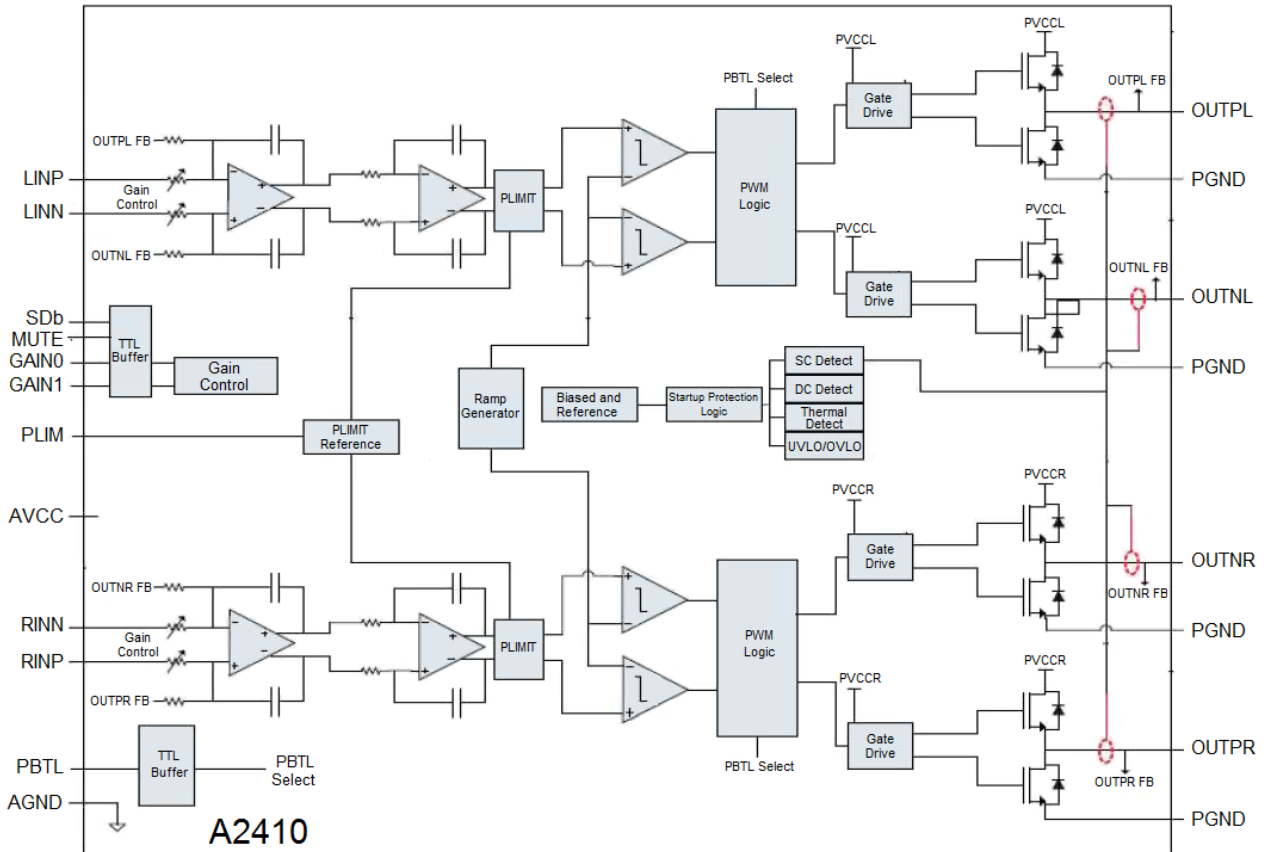 PVCCL
PVCCL
OUTPL FB
PBTL Select
Gate
Drive
OUTPL
OUTPL FB
LINP
Gain
Control
LINN
PLIMIT
PWM
Logic
PGND
PVCCL
PVCCL
OUTNL FB
OUTNL FB
Gate
Drive
OUTNL
SDb
MUTE
GAIN0
GAIN1
TTL
Buffer
Gain
Control
PGND
Ramp
Generator
Biased and
Reference
Startup Protection
Logic
SC Detect
DC Detect
Thermal
Detect
UVLO/OVLO
PLIM
PLIMIT
Reference
PVCCR
PVCCR
AVCC
Gate
Drive
OUTNR
OUTNR FB
OUTNR FB
RINN
Gain
Control
RINP
PLIMIT
PWM
Logic
PGND
PVCCR
PVCCR
OUTPR FB
Gate
Drive
OUTPR
OUTPR FB
PBTL
TTL
Buffer
PBTL
Select
PBTL Select
AGND
PGND
A2410
- + + -
- + + -
+ -
- +
- + + -
- + + -
+ -
- +